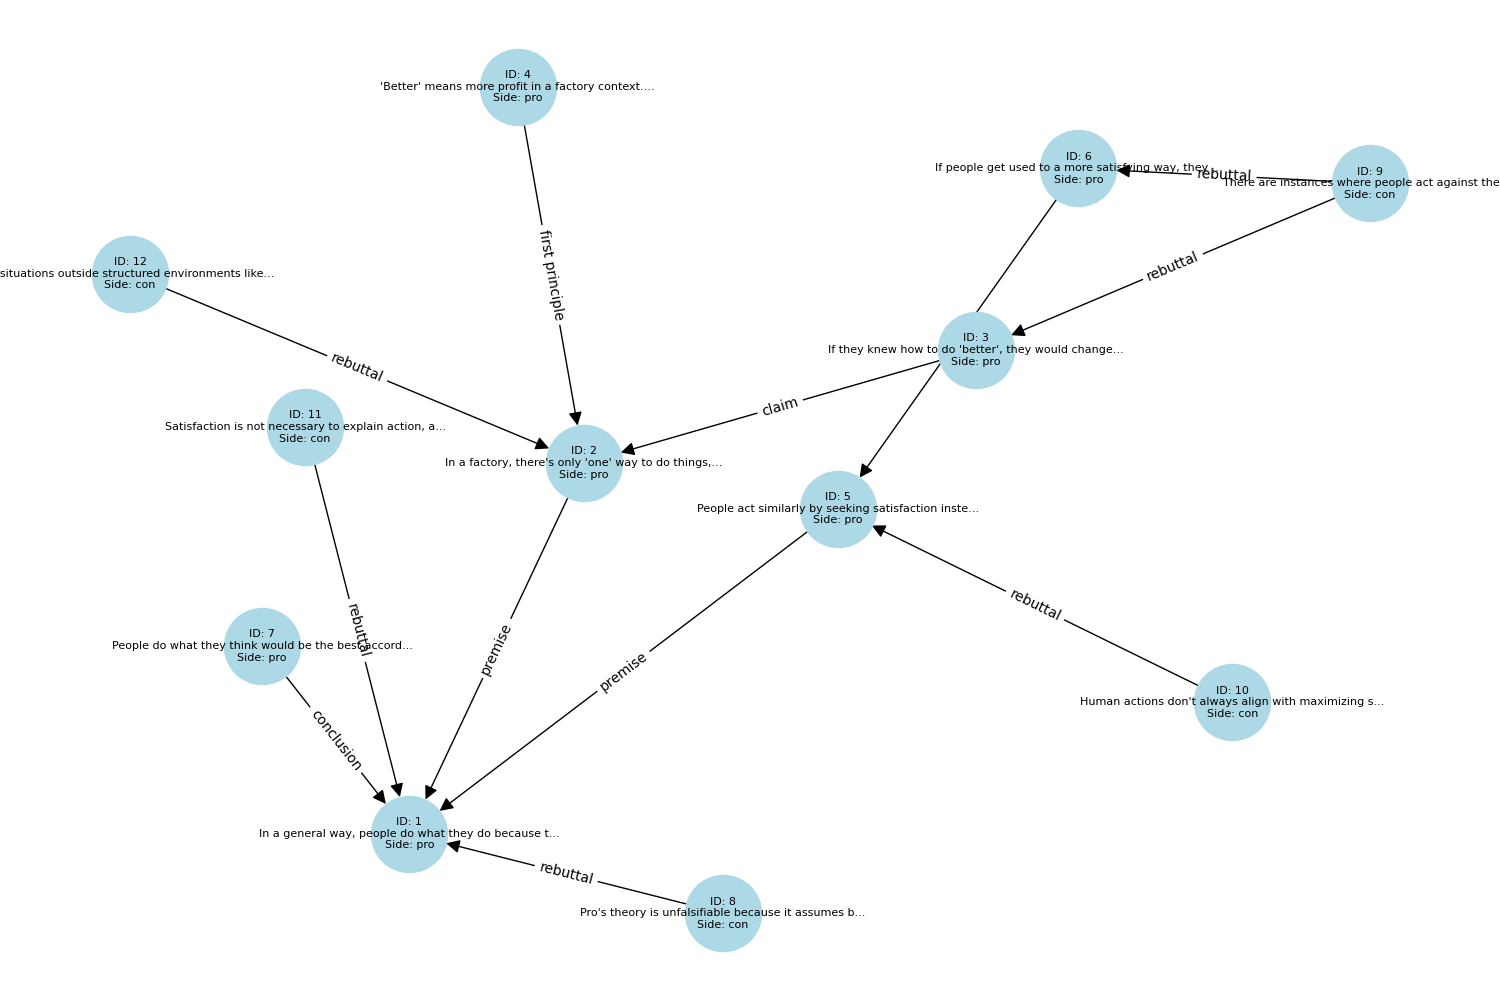 ID: 4
'Better' means more profit in a factory context....
Side: pro
ID: 6
If people get used to a more satisfying way, they
Side: pro
rebuttal
ID: 9
There are instances where people act against the
Side: con
first principle
rebuttal
ID: 12
situations outside structured environments like...
Side: con
rebuttal
ID: 3
If they knew how to do 'better', they would change...
Side: pro
claim
ID: 11
Satisfaction is not necessary to explain action, a...
Side: con
ID: 2
In a factory, there's only 'one' way to do things,...
Side: pro
ID: 5
People act similarly by seeking satisfaction inste...
Side: pro
rebuttal
rebuttal
premise
premise
ID: 7
People do what they think would be the best accord...
Side: pro
conclusion
ID: 10
Human actions don't always align with maximizing s...
Side: con
ID: 1
In a general way, people do what they do because t...
Side: pro
rebuttal
ID: 8
Pro's theory is unfalsifiable because it assumes b...
Side: con